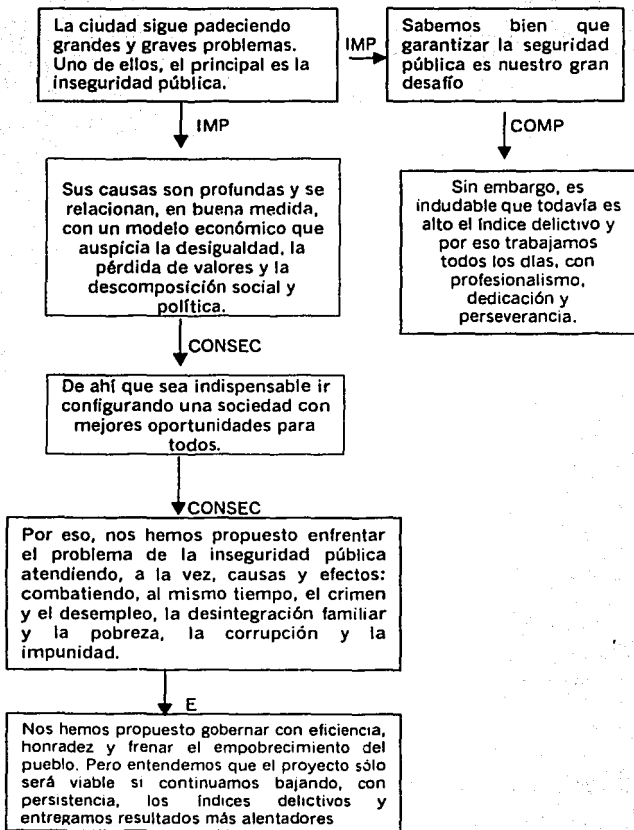 La ciudad sigue padeciendo
grandes y graves problemas.
Uno de ellos, el principal es la
inseguridad pública.
IMP
Sabemos bien que
garantizar la seguridad
pública es nuestro gran
desafío
IMP
COMP
Sus causas son profundas y se
relacionan, en buena medida,
con un modelo económico que
auspicia la desigualdad, la
pérdida de valores y la
descomposición social y
política.
Sin embargo, es
indudable que todavía es
alto el índice delictivo y
por eso trabajamos
todos los días, con
profesionalismo,
dedicación y
perseverancia.
CONSEC
De ahí que sea indispensable ir
configurando una sociedad con
mejores oportunidades para
todos.
CONSEC
Por eso, nos hemos propuesto enfrentar
el problema de la inseguridad pública
atendiendo, a la vez, causas y efectos:
combatiendo, al mismo tiempo, el crimen
y el desempleo, la desintegración familiar
y la pobreza, la corrupción y la
impunidad.
E
Nos hemos propuesto gobernar con eficiencia,
honradez y frenar el empobrecimiento del
pueblo. Pero entendemos que el proyecto sólo
será viable si continuamos bajando, con
persistencia, los índices delictivos y
entregamos resultados más alentadores